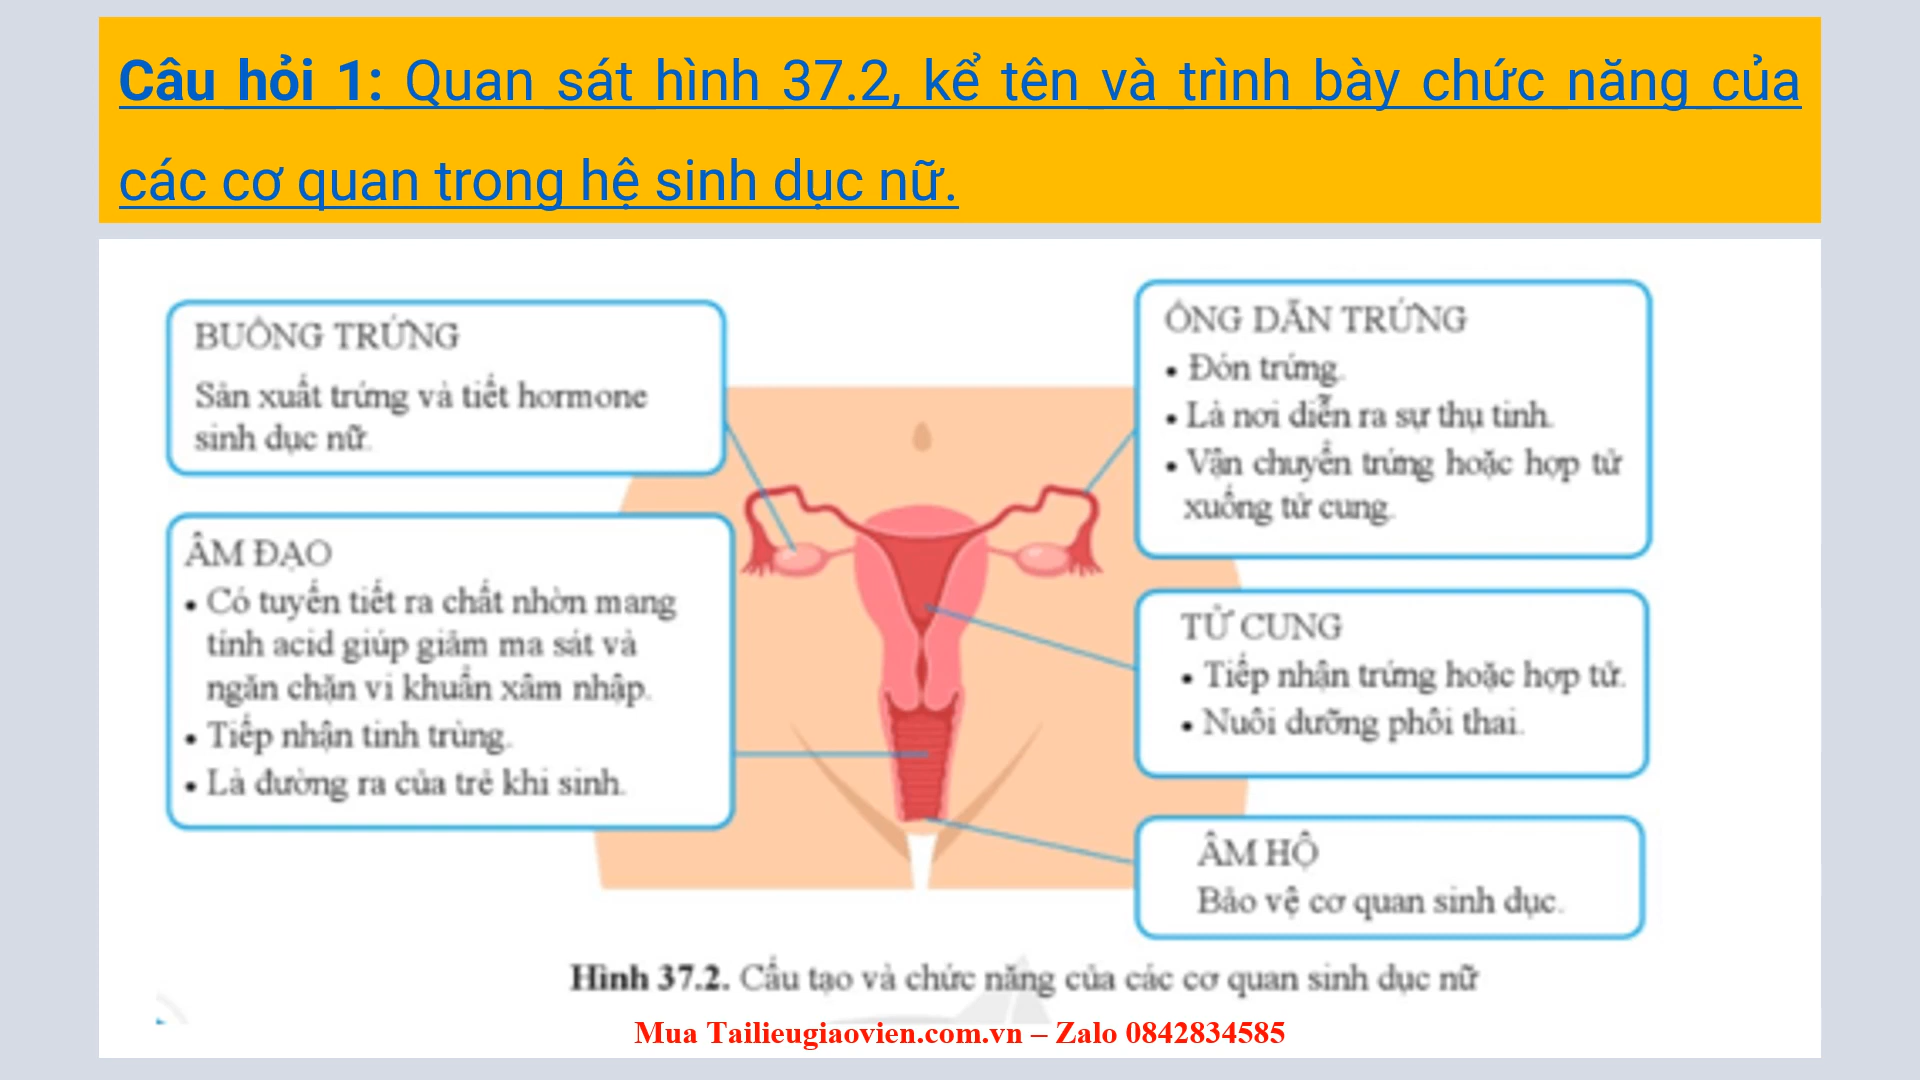 Câu hỏi 1: Quan sát hình 37.2, kể tên và trình bày chức năng của
các cơ quan trong hệ sinh dục nữ.
BUỒNG TRỨNG
Sản xuất trứng và tiết hormone
sinh dục nữ.
ÂM ĐẠO
• Có tuyến tiết ra chất nhờn mang
tính acid giúp giảm ma sát và
ngăn chặn vi khuẩn xâm nhập.
• Tiếp nhận tinh trùng.
• Là đường ra của trẻ khi sinh.
ỐNG DẪN TRỨNG
• Đón trứng.
• Là nơi diễn ra sự thụ tinh.
• Vận chuyển trứng hoặc hợp tử
xuống tử cung.
TỬ CUNG
• Tiếp nhận trứng hoặc hợp tử.
• Nuôi dưỡng phôi thai.
ÂM HỘ
Bảo vệ cơ quan sinh dục.
Hình 37.2. Cấu tạo và chức năng của các cơ quan sinh dục nữ
Mua Tailieugiaovien.com.vn – Zalo 0842834585